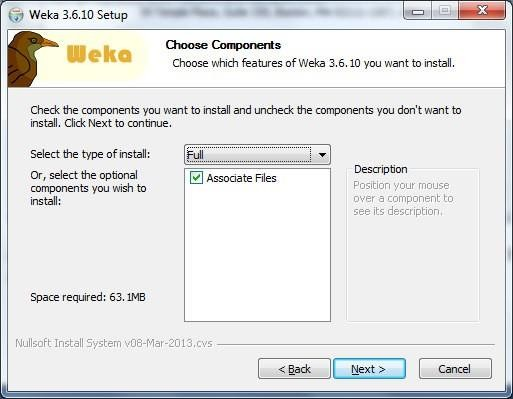 Weka 3.6.10 Setup
Weka
Choose Components
Choose which features of Weka 3.6.10 you want to install.
Check the components you want to install and uncheck the components you don't want to
install. Click Next to continue.
Select the type of install:
Full
Or, select the optional
components you wish to
install:
Associate Files
Description
Position your mouse
over a component to
see its description.
Space required: 63.1MB
Nullsoft Install System v08-Mar-2013.cvs
< Back
Next >
Cancel